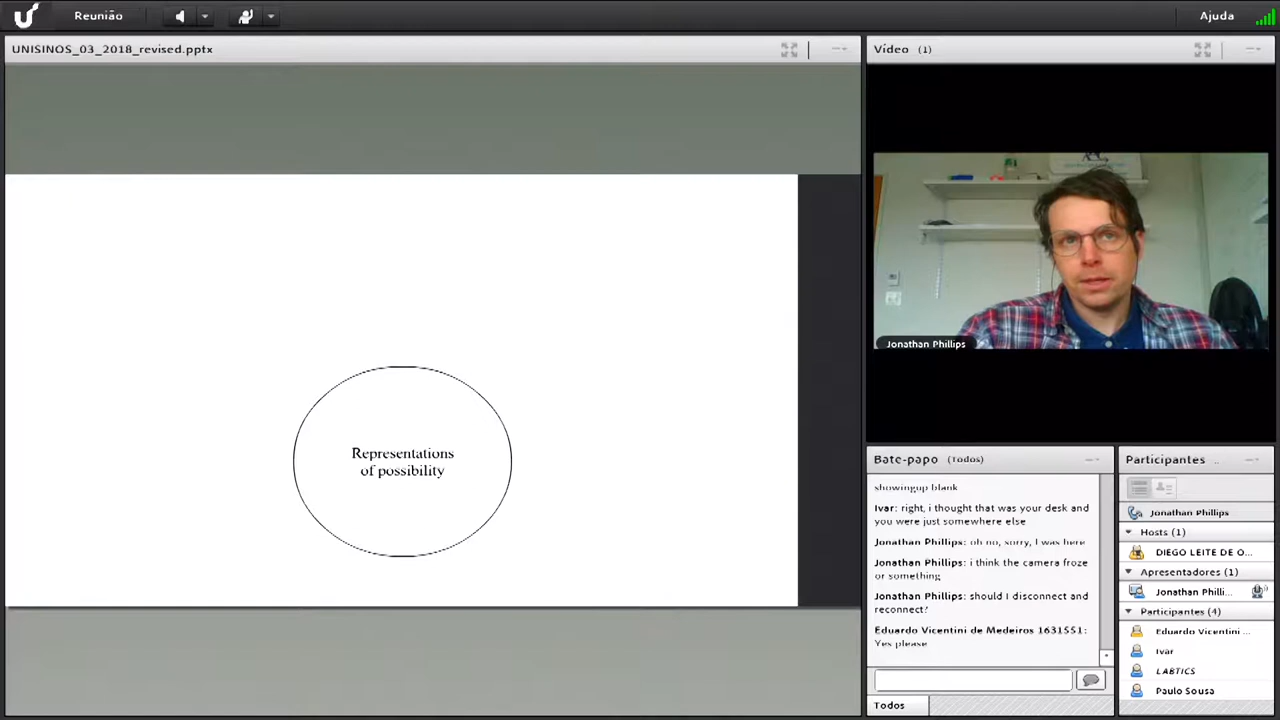 Reunião
Ajuda
UNISINOS_03_2018_revised.pptx
Representations
of possibility
Vídeo (1)
Jonathan Phillips
Bate-papo (Todos)
showingup blank
Ivar: right, i thought that was your desk and
you were just somewhere else
Jonathan Phillips: oh no, sorry, I was here
Jonathan Phillips: i think the camera froze
or something
Jonathan Phillips: should I disconnect and
reconnect?
Eduardo Vicentini de Medeiros 1631551:
Yes please
Todos
Participantes ..
Jonathan Phillips
Hosts (1)
DIEGO LEITE DE O...
Apresentadores (1)
Jonathan Philli...
Participantes (4)
Eduardo Vicentini ...
Ivar
LABTICS
Paulo Sousa